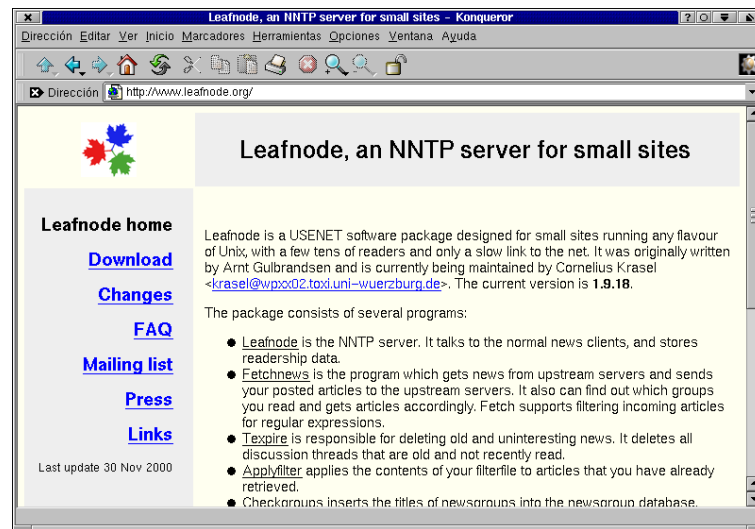 Leafnode, an NNTP server for small sites - Konqueror
Dirección Editar Ver Inicio Marcadores Herramientas Opciones Ventana Ayuda
Dirección http://www.leafnode.org/
Leafnode, an NNTP server for small sites
Leafnode home
Download
Changes
FAQ
Mailing list
Press
Links
Last update 30 Nov 2000
Leafnode is a USENET software package designed for small sites running any flavour
of Unix, with a few tens of readers and only a slow link to the net. It was originally written
by Arnt Gulbrandsen and is currently being maintained by Cornelius Krasel
<krasel@wpxx02.toxi.uni-wuerzburg.de>. The current version is 1.9.18.
The package consists of several programs:
● Leafnode is the NNTP server. It talks to the normal news clients, and stores
readership data.
● Fetchnews is the program which gets news from upstream servers and sends
your posted articles to the upstream servers. It also can find out which groups
you read and gets articles accordingly. Fetch supports filtering incoming articles
for regular expressions.
● Texpire is responsible for deleting old and uninteresting news. It deletes all
discussion threads that are old and not recently read.
● Applyfilter applies the contents of your filterfile to articles that you have already
retrieved.
● Checkgroups inserts the titles of newsgroups into the newsgroup database.